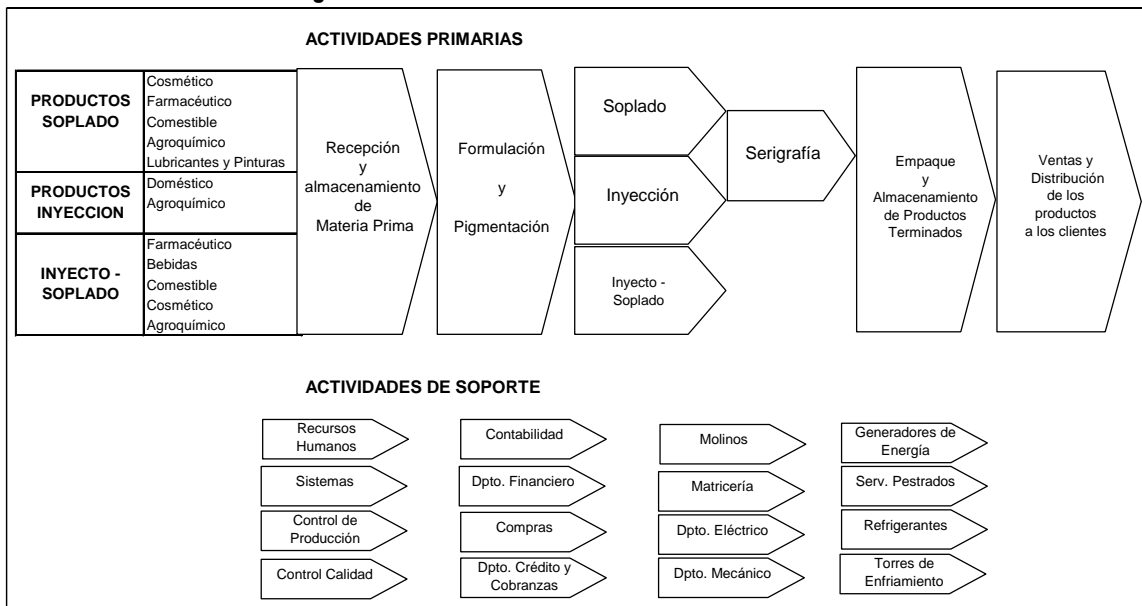 ACTIVIDADES PRIMARIAS
PRODUCTOS
SOPLADO
Cosmético
Farmacéutico
Comestible
Agroquímico
Lubricantes y Pinturas
PRODUCTOS
INYECCION
Doméstico
Agroquímico
INYECTO -
SOPLADO
Farmacéutico
Bebidas
Comestible
Cosmético
Agroquímico
Recepción
y
almacenamiento
de
Materia Prima
Formulación
y
Pigmentación
Soplado
Inyección
Inyecto -
Soplado
Serigrafía
Empaque
y
Almacenamiento
de Productos
Terminados
Ventas y
Distribución
de los
productos
a los clientes
ACTIVIDADES DE SOPORTE
Recursos
Humanos
Contabilidad
Molinos
Generadores de
Energía
Sistemas
Dpto. Financiero
Matricería
Serv. Pestrados
Control de
Producción
Compras
Dpto. Eléctrico
Refrigerantes
Control Calidad
Dpto. Crédito y
Cobranzas
Dpto. Mecánico
Torres de
Enfriamiento